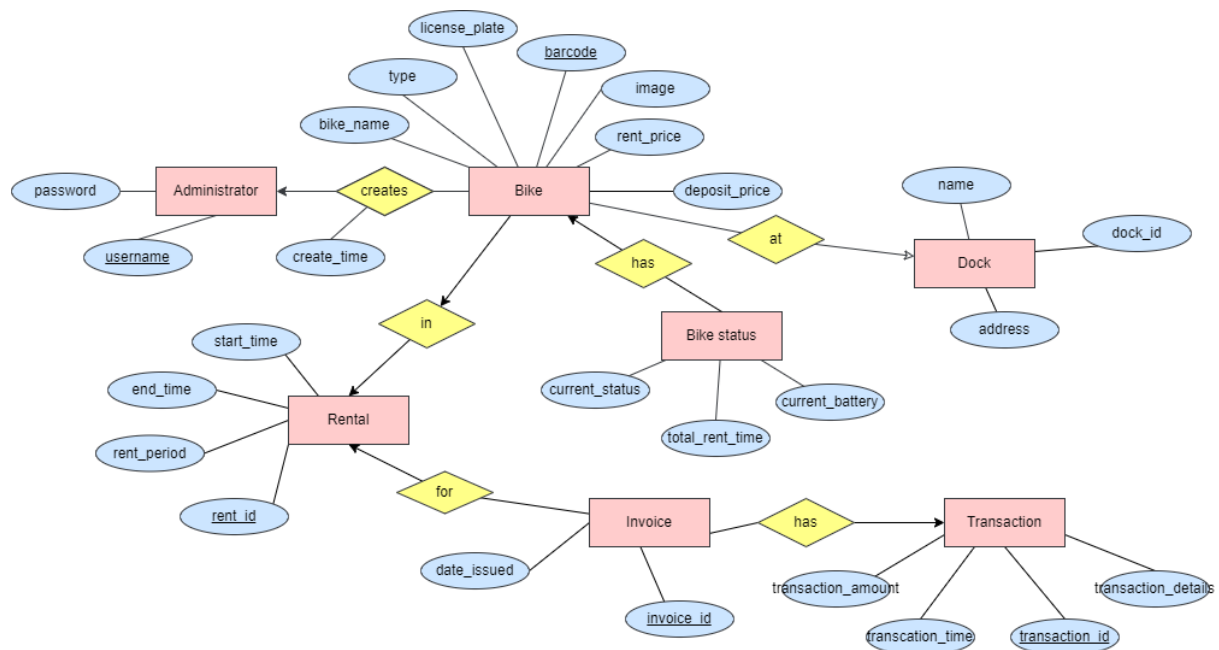 license_plate
barcode
type
image
bike_name
rent_price
password
Administrator
creates
Bike
deposit_price
name
username
create_time
at
dock_id
has
Dock
in
Bike status
address
start_time
end_time
current_status
current_battery
Rental
total_rent_time
rent_period
for
rent_id
Invoice
has
Transaction
date_issued
transaction_amount
transaction_details
invoice_id
transcation_time
transaction_id